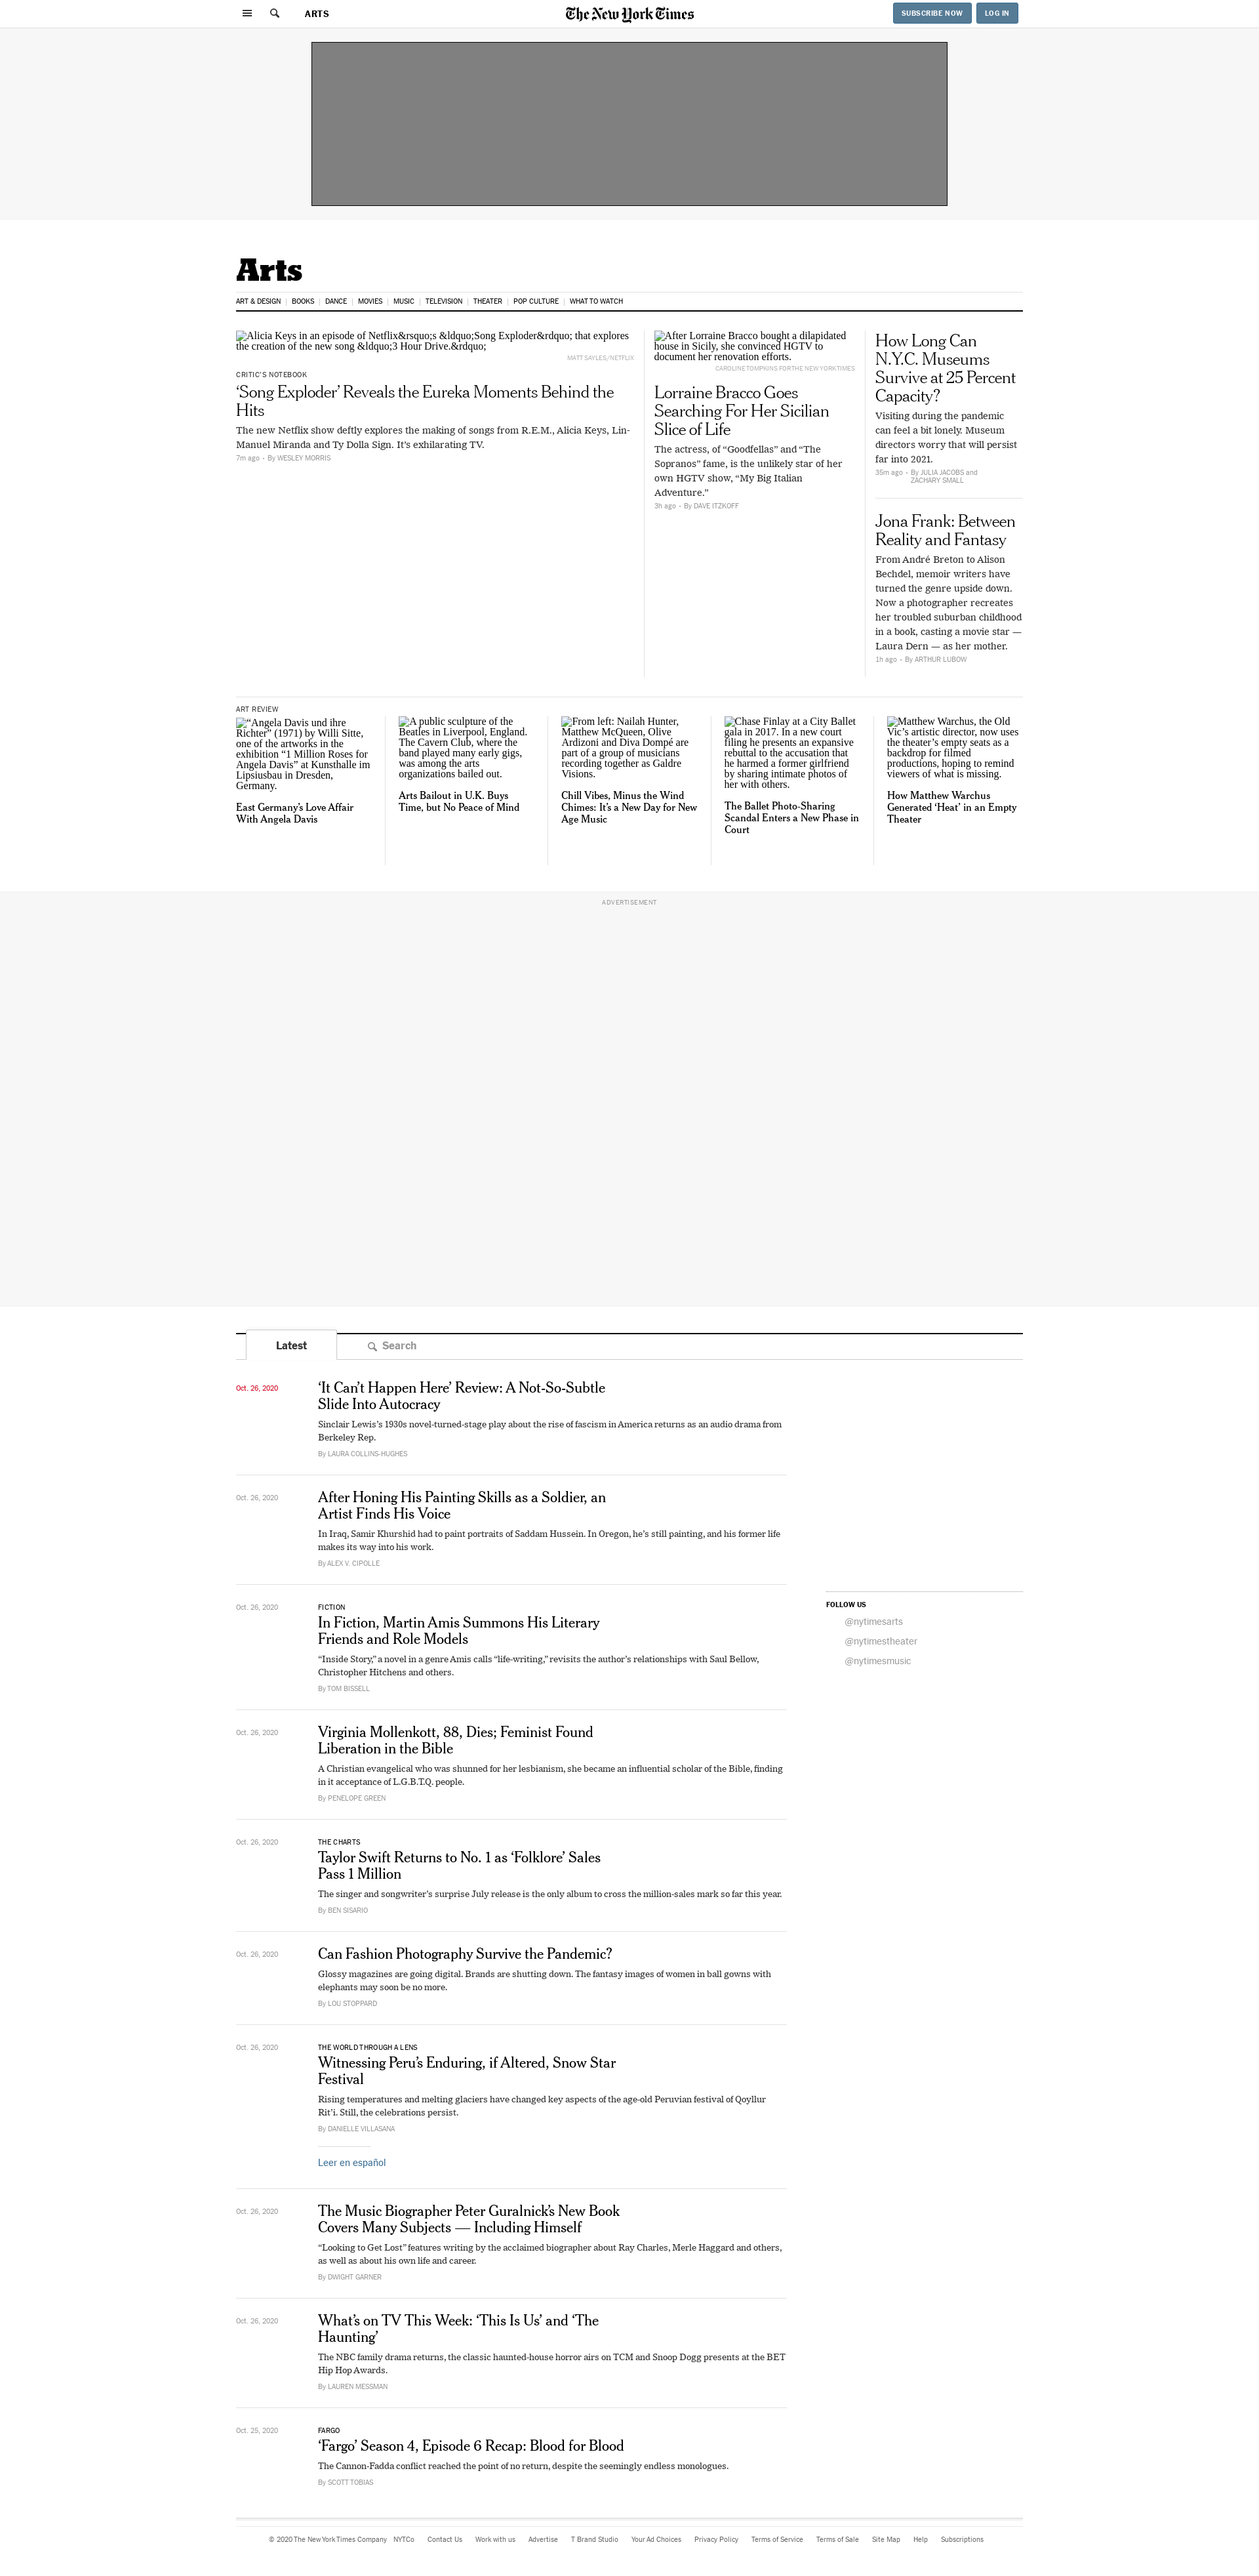 ARTS
The New York Times
SUBSCRIBE NOW
LOG IN
Arts
ART & DESIGN
BOOKS
DANCE
MOVIES
MUSIC
TELEVISION
THEATER
POP CULTURE
WHAT TO WATCH
Alicia Keys in an episode of Netflix&rsquo;s &ldquo;Song Exploder&rdquo; that explores
the creation of the new song &ldquo;3 Hour Drive.&rdquo;
MATT SAYLES/NETFLIX
CRITIC’S NOTEBOOK
‘Song Exploder’ Reveals the Eureka Moments Behind the
Hits
The new Netflix show deftly explores the making of songs from R.E.M., Alicia Keys, Lin-
Manuel Miranda and Ty Dolla Sign. It’s exhilarating TV.
7m ago • By WESLEY MORRIS
After Lorraine Bracco bought a dilapidated
house in Sicily, she convinced HGTV to
document her renovation efforts.
CAROLINE TOMPKINS FOR THE NEW YORK TIMES
Lorraine Bracco Goes
Searching For Her Sicilian
Slice of Life
The actress, of “Goodfellas” and “The
Sopranos” fame, is the unlikely star of her
own HGTV show, “My Big Italian
Adventure.”
3h ago • By DAVE ITZKOFF
How Long Can
N.Y.C. Museums
Survive at 25 Percent
Capacity?
Visiting during the pandemic
can feel a bit lonely. Museum
directors worry that will persist
far into 2021.
35m ago • By JULIA JACOBS and
ZACHARY SMALL
Jona Frank: Between
Reality and Fantasy
From André Breton to Alison
Bechdel, memoir writers have
turned the genre upside down.
Now a photographer recreates
her troubled suburban childhood
in a book, casting a movie star —
Laura Dern — as her mother.
1h ago • By ARTHUR LUBOW
ART REVIEW
“Angela Davis und ihre
Richter” (1971) by Willi Sitte,
one of the artworks in the
exhibition “1 Million Roses for
Angela Davis” at Kunsthalle im
Lipsiusbau in Dresden,
Germany.
East Germany’s Love Affair
With Angela Davis
A public sculpture of the
Beatles in Liverpool, England.
The Cavern Club, where the
band played many early gigs,
was among the arts
organizations bailed out.
Arts Bailout in U.K. Buys
Time, but No Peace of Mind
From left: Nailah Hunter,
Matthew McQueen, Olive
Ardizoni and Diva Dompé are
part of a group of musicians
recording together as Galdre
Visions.
Chill Vibes, Minus the Wind
Chimes: It’s a New Day for New
Age Music
Chase Finlay at a City Ballet
gala in 2017. In a new court
filing he presents an expansive
rebuttal to the accusation that
he harmed a former girlfriend
by sharing intimate photos of
her with others.
The Ballet Photo-Sharing
Scandal Enters a New Phase in
Court
Matthew Warchus, the Old
Vic’s artistic director, now uses
the theater’s empty seats as a
backdrop for filmed
productions, hoping to remind
viewers of what is missing.
How Matthew Warchus
Generated ‘Heat’ in an Empty
Theater
ADVERTISEMENT
Latest
Search
Oct. 26, 2020
‘It Can’t Happen Here’ Review: A Not-So-Subtle
Slide Into Autocracy
Sinclair Lewis’s 1930s novel-turned-stage play about the rise of fascism in America returns as an audio drama from
Berkeley Rep.
By LAURA COLLINS-HUGHES
Oct. 26, 2020
After Honing His Painting Skills as a Soldier, an
Artist Finds His Voice
In Iraq, Samir Khurshid had to paint portraits of Saddam Hussein. In Oregon, he’s still painting, and his former life
makes its way into his work.
By ALEX V. CIPOLLE
Oct. 26, 2020
FICTION
In Fiction, Martin Amis Summons His Literary
Friends and Role Models
“Inside Story,” a novel in a genre Amis calls “life-writing,” revisits the author’s relationships with Saul Bellow,
Christopher Hitchens and others.
By TOM BISSELL
FOLLOW US
@nytimesarts
@nytimestheater
@nytimesmusic
Oct. 26, 2020
Virginia Mollenkott, 88, Dies; Feminist Found
Liberation in the Bible
A Christian evangelical who was shunned for her lesbianism, she became an influential scholar of the Bible, finding
in it acceptance of L.G.B.T.Q. people.
By PENELOPE GREEN
Oct. 26, 2020
THE CHARTS
Taylor Swift Returns to No. 1 as ‘Folklore’ Sales
Pass 1 Million
The singer and songwriter’s surprise July release is the only album to cross the million-sales mark so far this year.
By BEN SISARIO
Oct. 26, 2020
Can Fashion Photography Survive the Pandemic?
Glossy magazines are going digital. Brands are shutting down. The fantasy images of women in ball gowns with
elephants may soon be no more.
By LOU STOPPARD
Oct. 26, 2020
THE WORLD THROUGH A LENS
Witnessing Peru’s Enduring, if Altered, Snow Star
Festival
Rising temperatures and melting glaciers have changed key aspects of the age-old Peruvian festival of Qoyllur
Rit’i. Still, the celebrations persist.
By DANIELLE VILLASANA
Leer en español
Oct. 26, 2020
The Music Biographer Peter Guralnick’s New Book
Covers Many Subjects — Including Himself
“Looking to Get Lost” features writing by the acclaimed biographer about Ray Charles, Merle Haggard and others,
as well as about his own life and career.
By DWIGHT GARNER
Oct. 26, 2020
What’s on TV This Week: ‘This Is Us’ and ‘The
Haunting’
The NBC family drama returns, the classic haunted-house horror airs on TCM and Snoop Dogg presents at the BET
Hip Hop Awards.
By LAUREN MESSMAN
Oct. 25, 2020
FARGO
‘Fargo’ Season 4, Episode 6 Recap: Blood for Blood
The Cannon-Fadda conflict reached the point of no return, despite the seemingly endless monologues.
By SCOTT TOBIAS
© 2020 The New York Times Company
NYTCo
Contact Us
Work with us
Advertise
T Brand Studio
Your Ad Choices
Privacy Policy
Terms of Service
Terms of Sale
Site Map
Help
Subscriptions